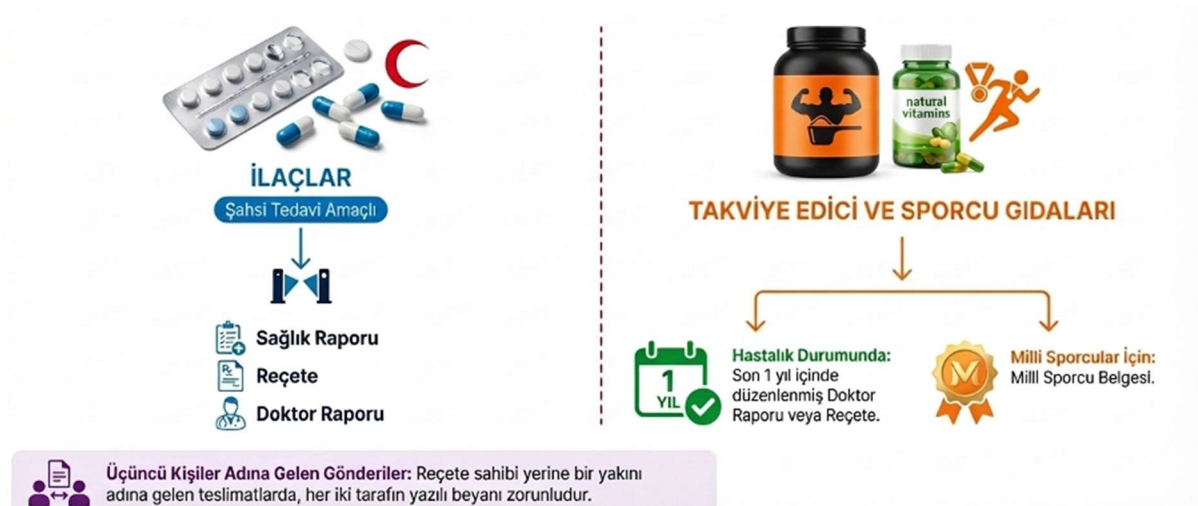 İLAÇLAR
Şahsi Tedavi Amaçlı
Sağlık Raporu
Reçete
Doktor Raporu
natural
vitamins
TAKVİYE EDİCİ VE SPORCU GIDALARI
1
YIL
Hastalık Durumunda:
Son 1 yıl içinde
düzenlenmiş Doktor
Raporu veya Reçete.
M
Milli Sporcular İçin:
Milli Sporcu Belgesi.
Üçüncü Kişiler Adına Gelen Gönderiler: Reçete sahibi yerine bir yakını
adına gelen teslimatlarda, her iki tarafın yazılı beyanı zorunludur.